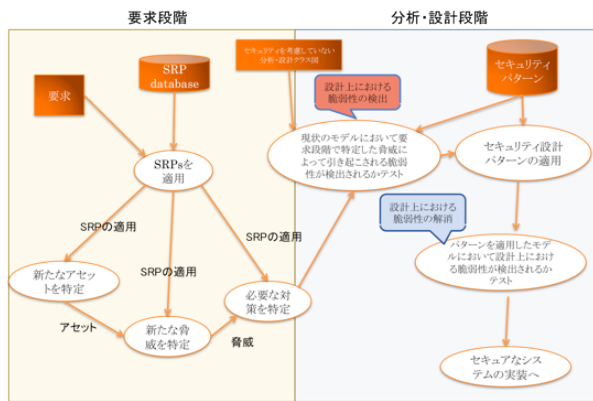 要求段階
分析・設計段階
SRP
database
要求
セキュリティを考慮していない
分析・設計クラス図
セキュリティ
パターン
設計上における
脆弱性の検出
SRPsを
適用
現状のモデルにおいて要
求段階で特定した脅威に
よって引き起こされる脆弱
性が検出されるかテスト
セキュリティ設計
パターンの適用
SRPの適用
SRPの適用
SRPの適用
設計上における
脆弱性の解消
新たなアセッ
トを特定
必要な対
策を特定
パターンを適用したモデ
ルにおいて設計上におけ
る脆弱性が検出されるか
テスト
アセット
新たな脅
威を特定
脅威
セキュアなシス
テムの実装へ